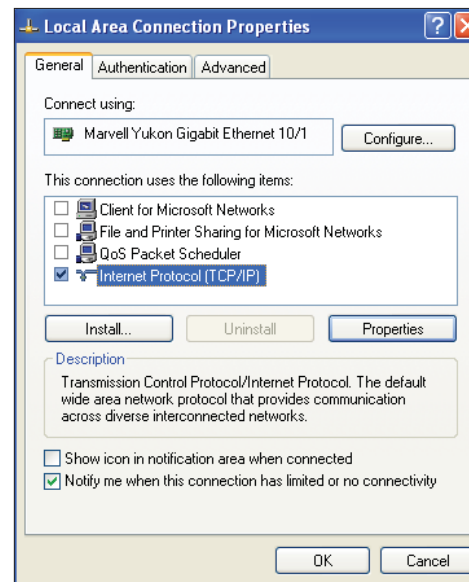 Local Area Connection Properties
General Authentication Advanced
Connect using:
Marvell Yukon Gigabit Ethernet 10/1
Configure...
This connection uses the following items:
Client for Microsoft Networks
File and Printer Sharing for Microsoft Networks
QoS Packet Scheduler
Internet Protocol (TCP/IP)
Install... Uninstall Properties
Description
Transmission Control Protocol/Internet Protocol. The default
wide area network protocol that provides communication
across diverse interconnected networks.
Show icon in notification area when connected
Notify me when this connection has limited or no connectivity
OK Cancel